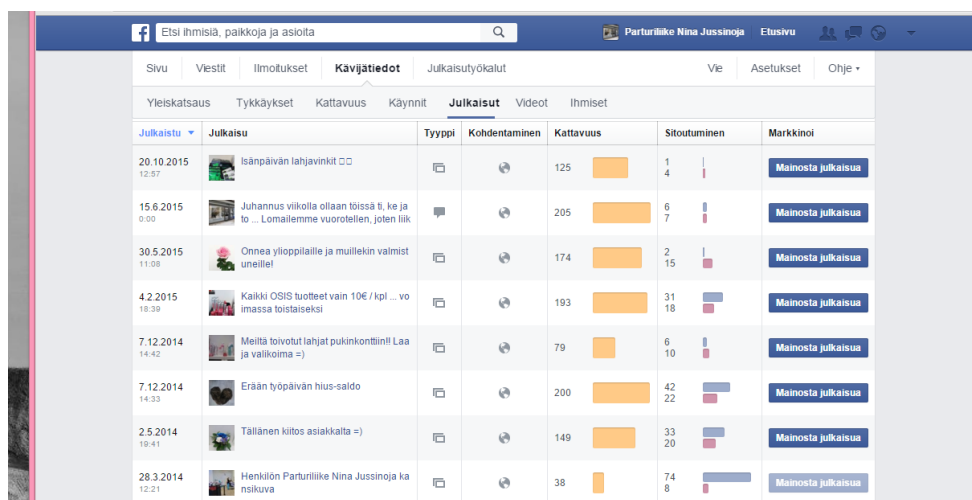 f Etsi ihmisiä, paikkoja ja asioita Parturiliike Nina Jussinoja Etusivu
Sivu Viestit Ilmoitukset Kävijätiedot Julkaisutyökalut Vie Asetukset Ohje
Yleiskatsaus Tykkäykset Kattavuus Käynnit Julkaisut Videot Ihmiset
Julkaistu Julkaisu Tyyppi Kohdentaminen Kattavuus Sitoutuminen Markkinoi
20.10.2015 Isänpäivän lahjavinkit 125 1 Mainosta julkaisua
12:57 4
15.6.2015 Juhannus viikolla ollaan töissä ti, ke ja 205 6 Mainosta julkaisua
0:00 to ... Lomailemme vuorotellen, joten liik 7
30.5.2015 Onnea ylioppilaille ja muillekin valmist 174 2 Mainosta julkaisua
11:08 uneille! 15
4.2.2015 Kaikki OSIS tuotteet vain 10€ / kpl ... vo 193 31 Mainosta julkaisua
18:39 imassa toistaiseksi 18
7.12.2014 Meiltä toivotut lahjat pukinkonttiin!! Laa 79 6 Mainosta julkaisua
14:42 ja valikoima =) 10
7.12.2014 Erään työpäivän hius-saldo 200 42 Mainosta julkaisua
14:33 22
2.5.2014 Tällänen kiitos asiakkalta =) 149 33 Mainosta julkaisua
19:41 20
28.3.2014 Henkilön Parturiliike Nina Jussinoja ka 38 74 Mainosta julkaisua
12:21 nsikuva 8